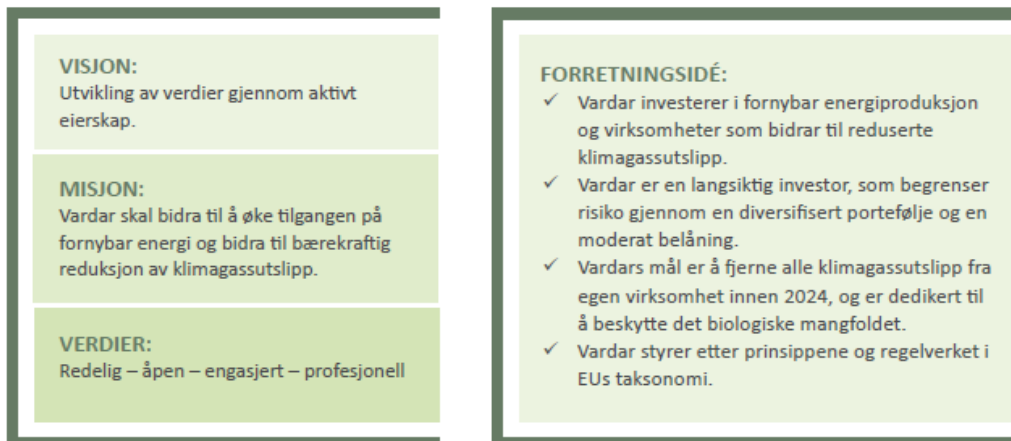 VISJON:
Utvikling av verdier gjennom aktivt
eierskap.
MISJON:
Vardar skal bidra til å øke tilgangen på
fornybar energi og bidra til bærekraftig
reduksjon av klimagassutslipp.
VERDIER:
Redelig – åpen – engasjert – profesjonell
FORRETNINGSIDÉ:
✓ Vardar investerer i fornybar energiproduksjon
og virksomheter som bidrar til reduserte
klimagassutslipp.
✓ Vardar er en langsiktig investor, som begrenser
risiko gjennom en diversifisert portefølje og en
moderat belåning.
✓ Vardars mål er å fjerne alle klimagassutslipp fra
egen virksomhet innen 2024, og er dedikert til
å beskytte det biologiske mangfoldet.
✓ Vardar styrer etter prinsippene og regelverket i
EUs taksonomi.